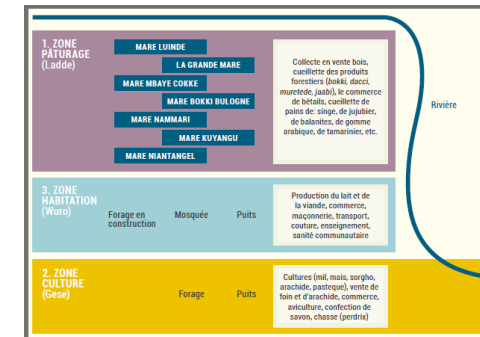 1. ZONE
PÂTURAGE
(Ladde)
MARE LUINDE
LA GRANDE MARE
MARE MBAYE COKKE
MARE BOKKI BULOGNE
MARE NAMMARI
MARE KUYANGU
MARE NIANTANGEL
Collecte en vente bois,
cueillette des produits
forestiers (bokki, dacci,
muretede, jaabi), le commerce
de bétails, cueillette de
pains de: singe, de jujubier,
de balanites, de gomme
arabique, de tamarinier, etc.
Rivière
3. ZONE
HABITATION
(Wuro)
Forage en
construction
Mosquée
Puits
Production du lait et de
la viande, commerce,
maçonnerie, transport,
couture, enseignement,
sanité communautaire
2. ZONE
CULTURE
(Gese)
Forage
Puits
Cultures (mil, mais, sorgho,
arachide, pasteque), vente de
foin et d'arachide, commerce,
aviculture, confection de
savon, chasse (perdrix)